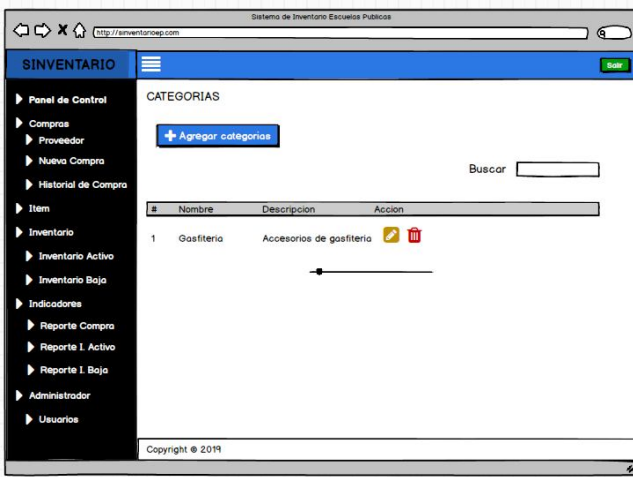 Sistema de Inventario Escuelas Publicas
http://sinventarioep.com
SINVENTARIO
Salir
Panel de Control
Compras
Proveedor
Nueva Compra
Historial de Compra
Item
Inventario
Inventario Activo
Inventario Baja
Indicadores
Reporte Compra
Reporte I. Activo
Reporte I. Baja
Administrador
Usuarios
CATEGORIAS
Agregar categorias
Buscar
# Nombre Descripcion Accion
1 Gasfiteria Accesorios de gasfiteria
Copyright © 2019